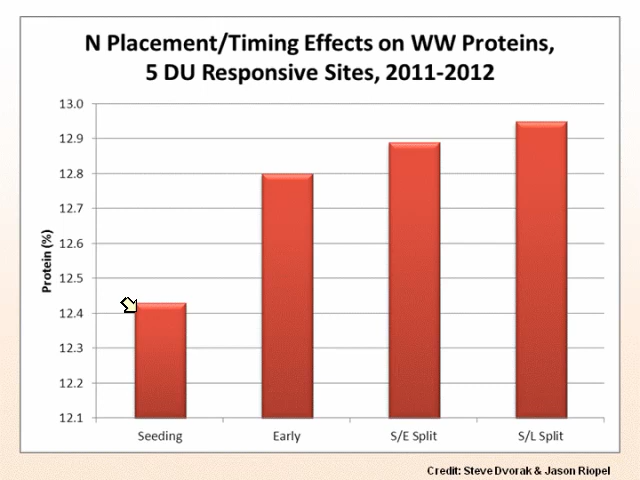 N Placement/Timing Effects on WW Proteins,
5 DU Responsive Sites, 2011-2012
13.0
12.9
12.8
12.7
12.6
12.5
12.4
12.3
12.2
12.1
Protein (%)
Seeding Early S/E Split S/L Split
Credit: Steve Dvorak & Jason Riopel